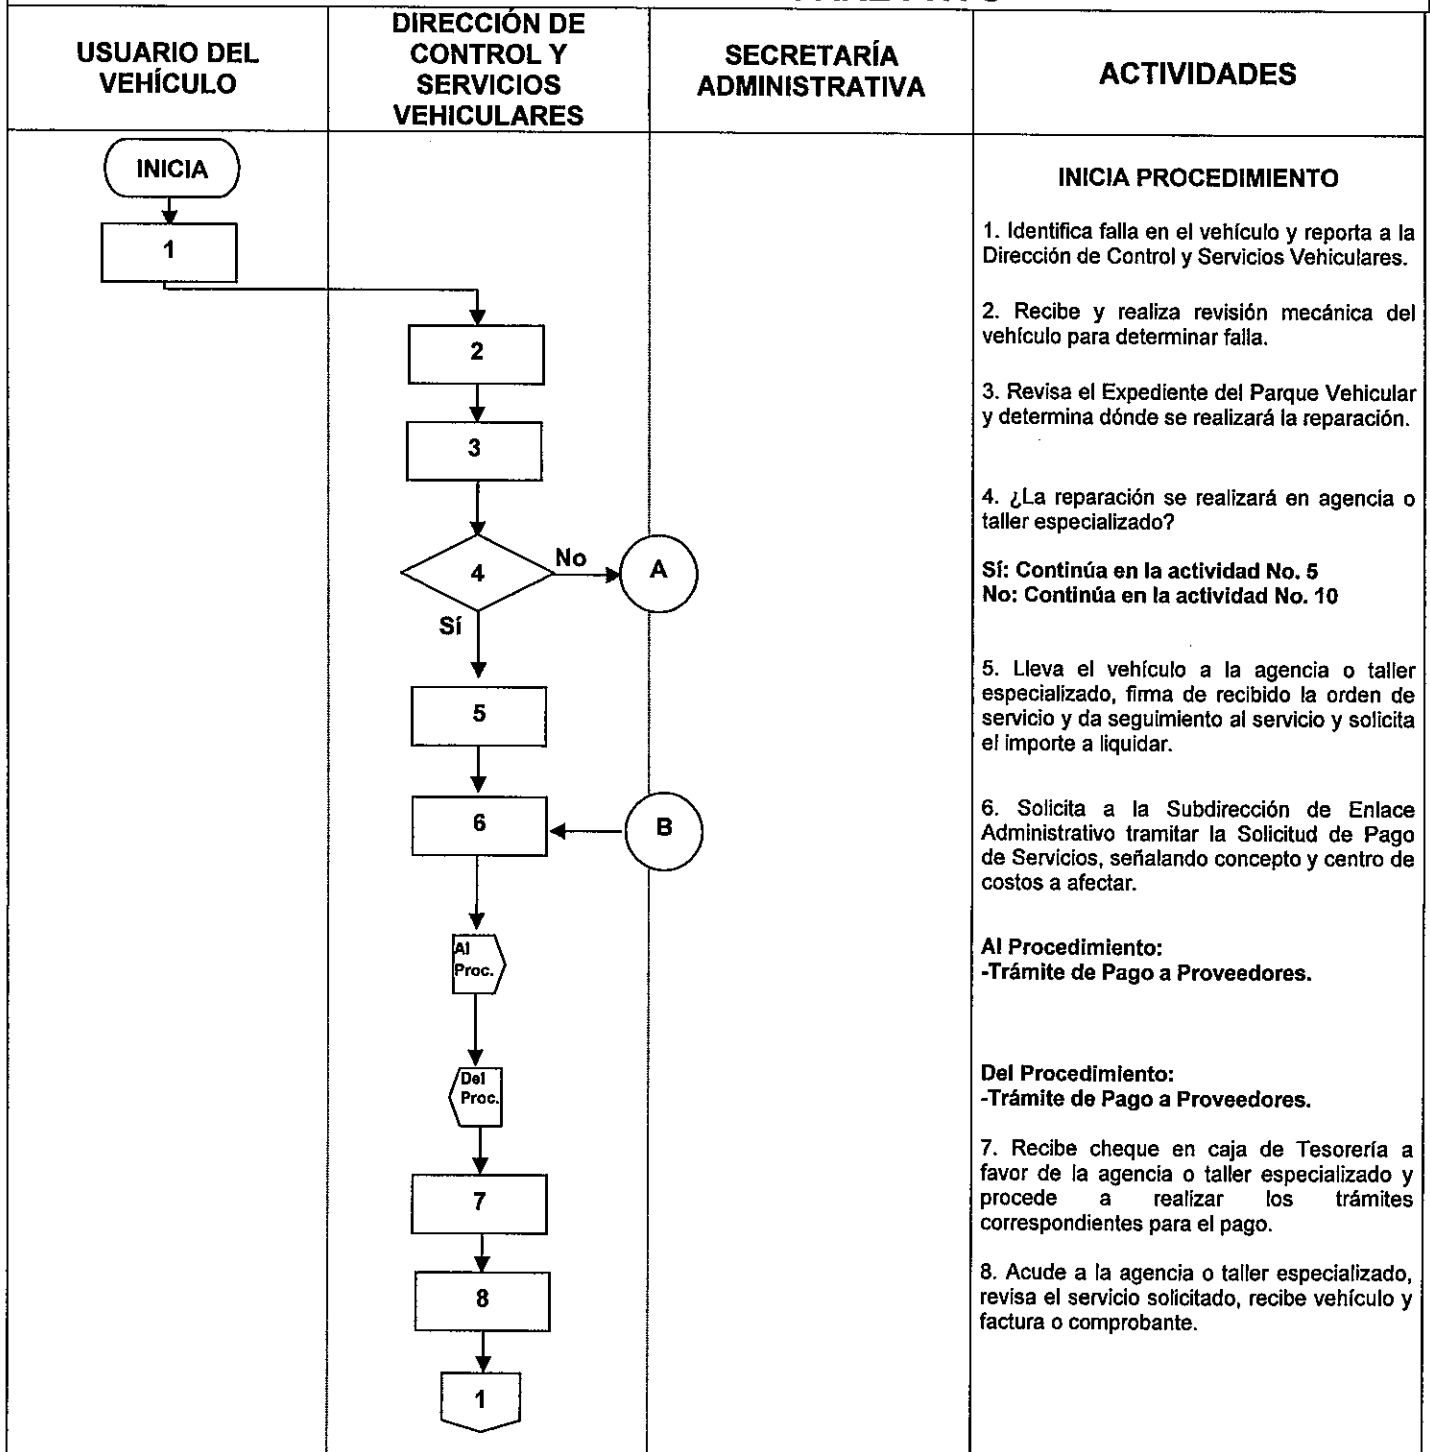 USUARIO DEL
VEHÍCULO
DIRECCIÓN DE
CONTROL Y
SERVICIOS
VEHICULARES
SECRETARÍA
ADMINISTRATIVA
ACTIVIDADES
INICIA
1
2
3
4
No
A
Sí
5
6
B
Al
Proc.
Del
Proc.
7
8
1
INICIA PROCEDIMIENTO
1. Identifica falla en el vehículo y reporta a la
Dirección de Control y Servicios Vehiculares.
2. Recibe y realiza revisión mecánica del
vehículo para determinar falla.
3. Revisa el Expediente del Parque Vehicular
y determina dónde se realizará la reparación.
4. ¿La reparación se realizará en agencia o
taller especializado?
Sí: Continúa en la actividad No. 5
No: Continúa en la actividad No. 10
5. Lleva el vehículo a la agencia o taller
especializado, firma de recibido la orden de
servicio y da seguimiento al servicio y solicita
el importe a liquidar.
6. Solicita a la Subdirección de Enlace
Administrativo tramitar la Solicitud de Pago
de Servicios, señalando concepto y centro de
costos a afectar.
Al Procedimiento:
-Trámite de Pago a Proveedores.
Del Procedimiento:
-Trámite de Pago a Proveedores.
7. Recibe cheque en caja de Tesorería a
favor de la agencia o taller especializado y
procede a realizar los trámites
correspondientes para el pago.
8. Acude a la agencia o taller especializado,
revisa el servicio solicitado, recibe vehículo y
factura o comprobante.